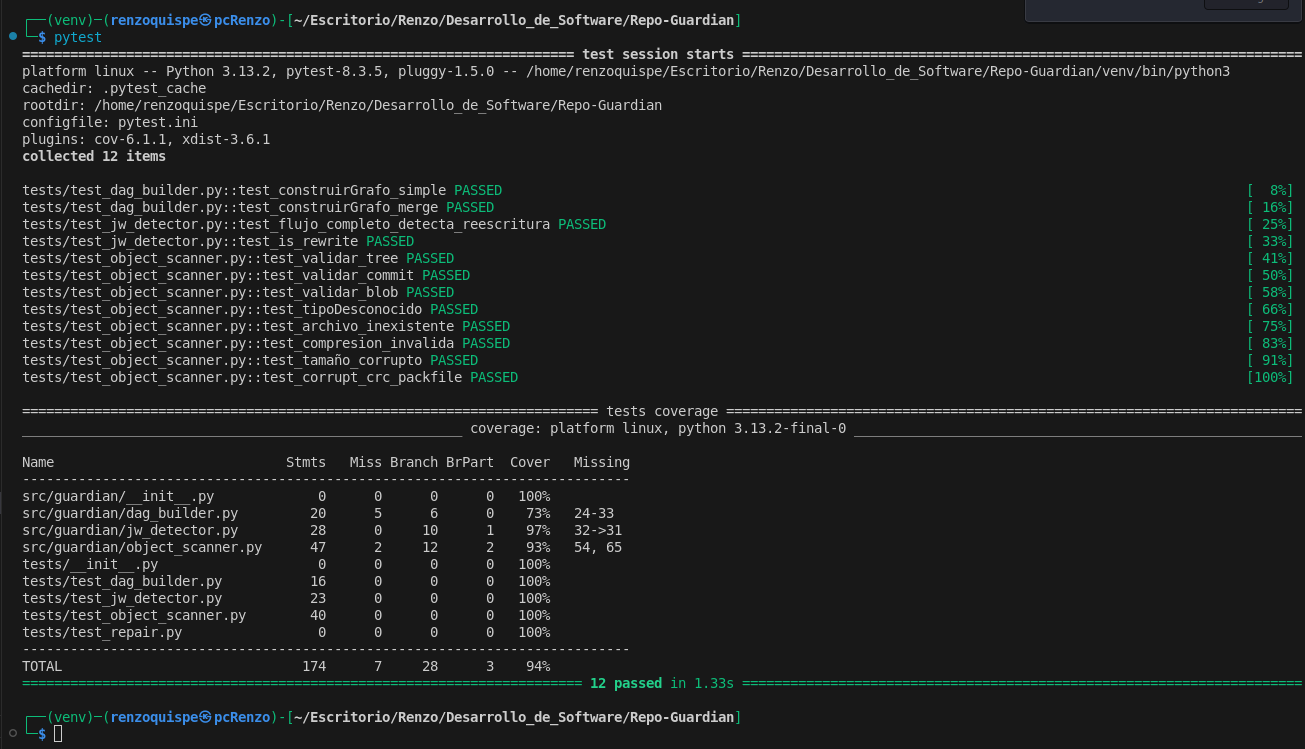 ┌──(venv)─(renzoquispe㉿pcRenzo)-[~/Escritorio/Renzo/Desarrollo_de_Software/Repo-Guardian]
└─$ pytest
===================================================================== test session starts ======================================================================
platform linux -- Python 3.13.2, pytest-8.3.5, pluggy-1.5.0 -- /home/renzoquispe/Escritorio/Renzo/Desarrollo_de_Software/Repo-Guardian/venv/bin/python3
cachedir: .pytest_cache
rootdir: /home/renzoquispe/Escritorio/Renzo/Desarrollo_de_Software/Repo-Guardian
configfile: pytest.ini
plugins: cov-6.1.1, xdist-3.6.1
collected 12 items
tests/test_dag_builder.py::test_construirGrafo_simple PASSED [  8%]
tests/test_dag_builder.py::test_construirGrafo_merge PASSED [ 16%]
tests/test_jw_detector.py::test_flujo_completo_detecta_reescritura PASSED [ 25%]
tests/test_jw_detector.py::test_is_rewrite PASSED [ 33%]
tests/test_object_scanner.py::test_validar_tree PASSED [ 41%]
tests/test_object_scanner.py::test_validar_commit PASSED [ 50%]
tests/test_object_scanner.py::test_validar_blob PASSED [ 58%]
tests/test_object_scanner.py::test_tipoDesconocido PASSED [ 66%]
tests/test_object_scanner.py::test_archivo_inexistente PASSED [ 75%]
tests/test_object_scanner.py::test_compresion_invalida PASSED [ 83%]
tests/test_object_scanner.py::test_tamaño_corrupto PASSED [ 91%]
tests/test_object_scanner.py::test_corrupt_crc_packfile PASSED [100%]
======================================================================== tests coverage ========================================================================
_______________________________________________________ coverage: platform linux, python 3.13.2-final-0 ________________________________________________________
Name                              Stmts   Miss Branch BrPart  Cover   Missing
----------------------------------------------------------------------------
src/guardian/__init__.py              0      0      0      0   100%
src/guardian/dag_builder.py          20      5      6      0    73%   24-33
src/guardian/jw_detector.py          28      0     10      1    97%   32->31
src/guardian/object_scanner.py       47      2     12      2    93%   54, 65
tests/__init__.py                     0      0      0      0   100%
tests/test_dag_builder.py            16      0      0      0   100%
tests/test_jw_detector.py            23      0      0      0   100%
tests/test_object_scanner.py         40      0      0      0   100%
tests/test_repair.py                  0      0      0      0   100%
----------------------------------------------------------------------------
TOTAL                               174      7     28      3    94%
====================================================================== 12 passed in 1.33s ======================================================================
┌──(venv)─(renzoquispe㉿pcRenzo)-[~/Escritorio/Renzo/Desarrollo_de_Software/Repo-Guardian]
└─$